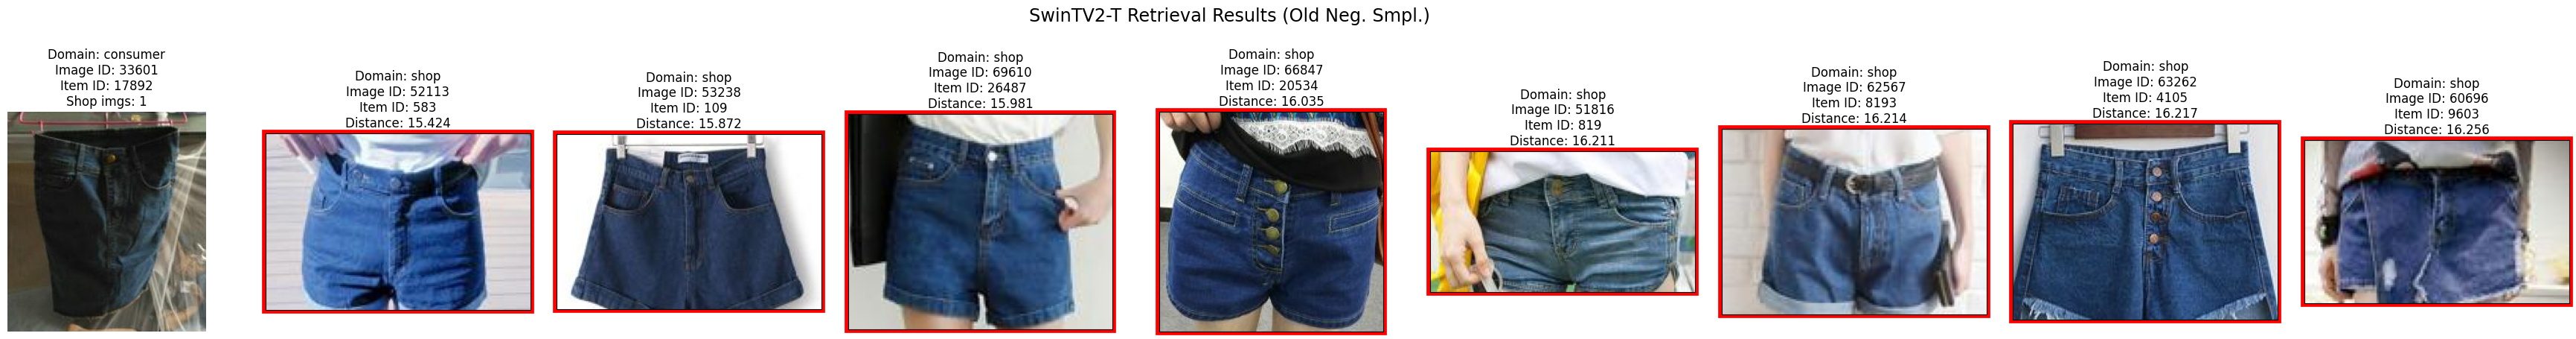 SwinTV2-T Retrieval Results (Old Neg. Smpl.)
Domain: consumer
Image ID: 33601
Item ID: 17892
Shop imgs: 1
Domain: shop
Image ID: 52113
Item ID: 583
Distance: 15.424
Domain: shop
Image ID: 53238
Item ID: 109
Distance: 15.872
Domain: shop
Image ID: 69610
Item ID: 26487
Distance: 15.981
Domain: shop
Image ID: 66847
Item ID: 20534
Distance: 16.035
Domain: shop
Image ID: 51816
Item ID: 819
Distance: 16.211
Domain: shop
Image ID: 62567
Item ID: 8193
Distance: 16.214
Domain: shop
Image ID: 63262
Item ID: 4105
Distance: 16.217
Domain: shop
Image ID: 60696
Item ID: 9603
Distance: 16.256